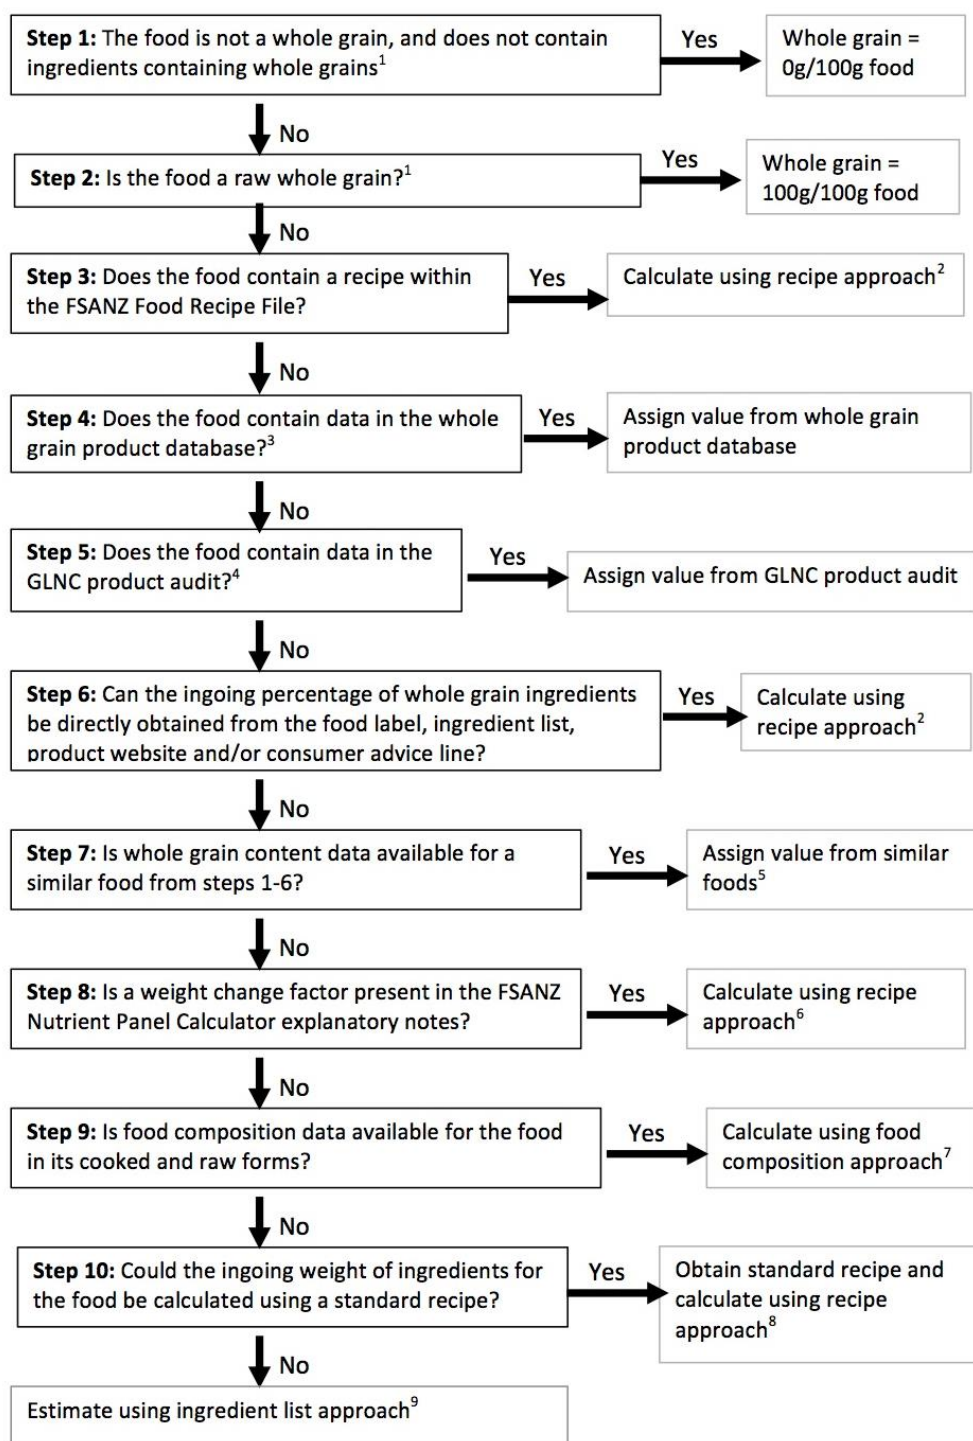 Step 1: The food is not a whole grain, and does not contain
ingredients containing whole grains¹
Yes
Whole grain =
0g/100g food
No
Step 2: Is the food a raw whole grain?¹
Yes
Whole grain =
100g/100g food
No
Step 3: Does the food contain a recipe within
the FSANZ Food Recipe File?
Yes
Calculate using recipe approach²
No
Step 4: Does the food contain data in the whole
grain product database?³
Yes
Assign value from whole grain
product database
No
Step 5: Does the food contain data in the
GLNC product audit?⁴
Yes
Assign value from GLNC product audit
No
Step 6: Can the ingoing percentage of whole grain ingredients
be directly obtained from the food label, ingredient list,
product website and/or consumer advice line?
Yes
Calculate using
recipe approach²
No
Step 7: Is whole grain content data available for a
similar food from steps 1-6?
Yes
Assign value from similar
foods⁵
No
Step 8: Is a weight change factor present in the FSANZ
Nutrient Panel Calculator explanatory notes?
Yes
Calculate using recipe
approach⁶
No
Step 9: Is food composition data available for the food
in its cooked and raw forms?
Yes
Calculate using food
composition approach⁷
No
Step 10: Could the ingoing weight of ingredients for
the food be calculated using a standard recipe?
Yes
Obtain standard recipe and
calculate using recipe
approach⁸
No
Estimate using ingredient list approach⁹